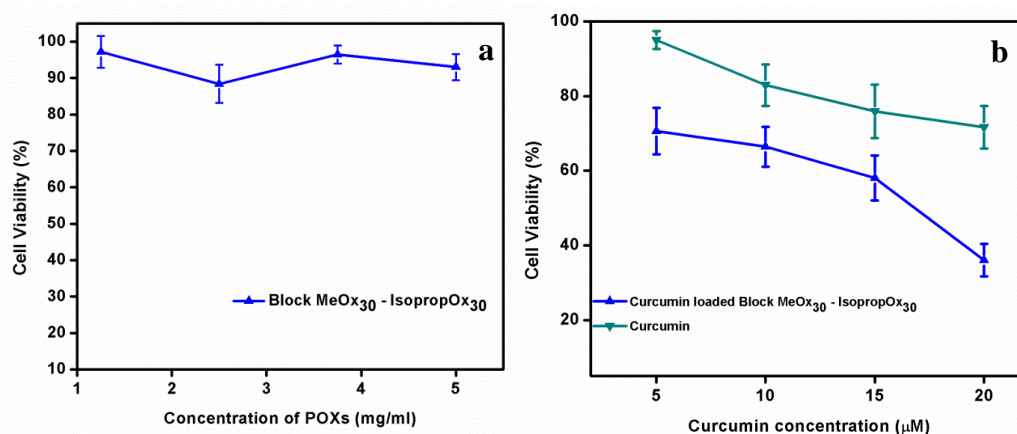 a
100
90
80
70
60
50
40
30
20
10
Cell Viability (%)
Block MeOx30 - IsopropOx30
1 2 3 4 5
Concentration of POXs (mg/ml)
b
100
80
60
40
20
Cell Viability (%)
Curcumin loaded Block MeOx30 - IsopropOx30
Curcumin
5 10 15 20
Curcumin concentration (µM)